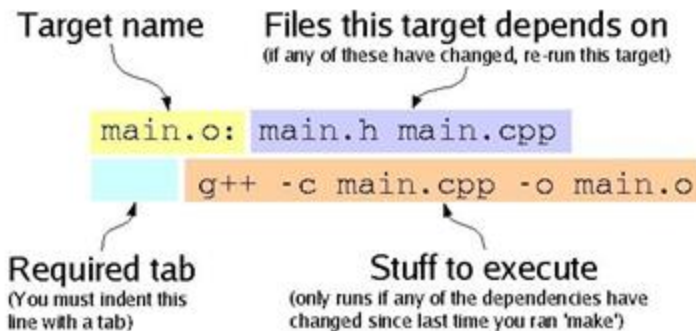 Target name
Files this target depends on
(if any of these have changed, re-run this target)
main.o: main.h main.cpp
g++ -c main.cpp -o main.o
Required tab
(You must indent this
line with a tab)
Stuff to execute
(only runs if any of the dependencies have
changed since last time you ran 'make')